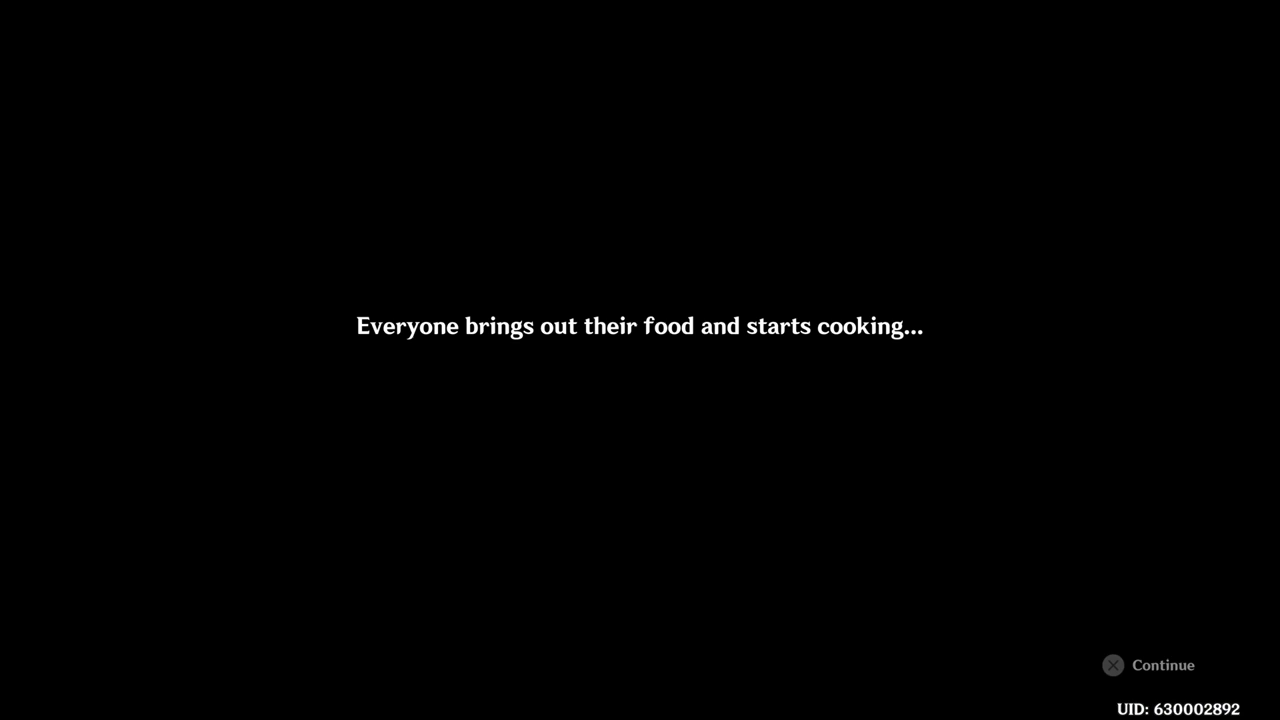 Everyone brings out their food and starts cooking...
Continue
UID: 630002892